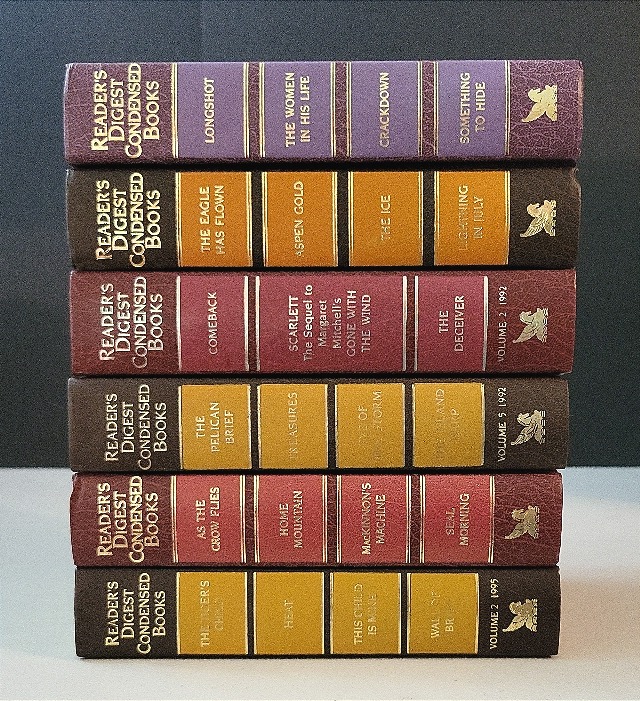 READER'S
DIGEST
CONDENSED
BOOKS
LONGSHOT
THE WOMEN
IN HIS LIFE
CRACKDOWN
SOMETHING
TO HIDE
READER'S
DIGEST
CONDENSED
BOOKS
THE EAGLE
HAS FLOWN
ASPEN GOLD
THE ICE
LIGHTNING
IN JULY
READER'S
DIGEST
CONDENSED
BOOKS
COMEBACK
SCARLETT
The Sequel to
Margaret
Mitchell's
GONE WITH
THE WIND
THE
DECEIVER
VOLUME 2 1992
READER'S
DIGEST
CONDENSED
BOOKS
THE
PELICAN
BRIEF
TREASURES
OF
STORM
VOLUME 5 1992
READER'S
DIGEST
CONDENSED
BOOKS
AS THE
CROW FLIES
HOME
MOUNTAIN
MACKINNON'S
MACHINE
SEAL
MORNING
READER'S
DIGEST
CONDENSED
BOOKS
HEAT
THIS CHILD
IS MINE
VOLUME 2 1995